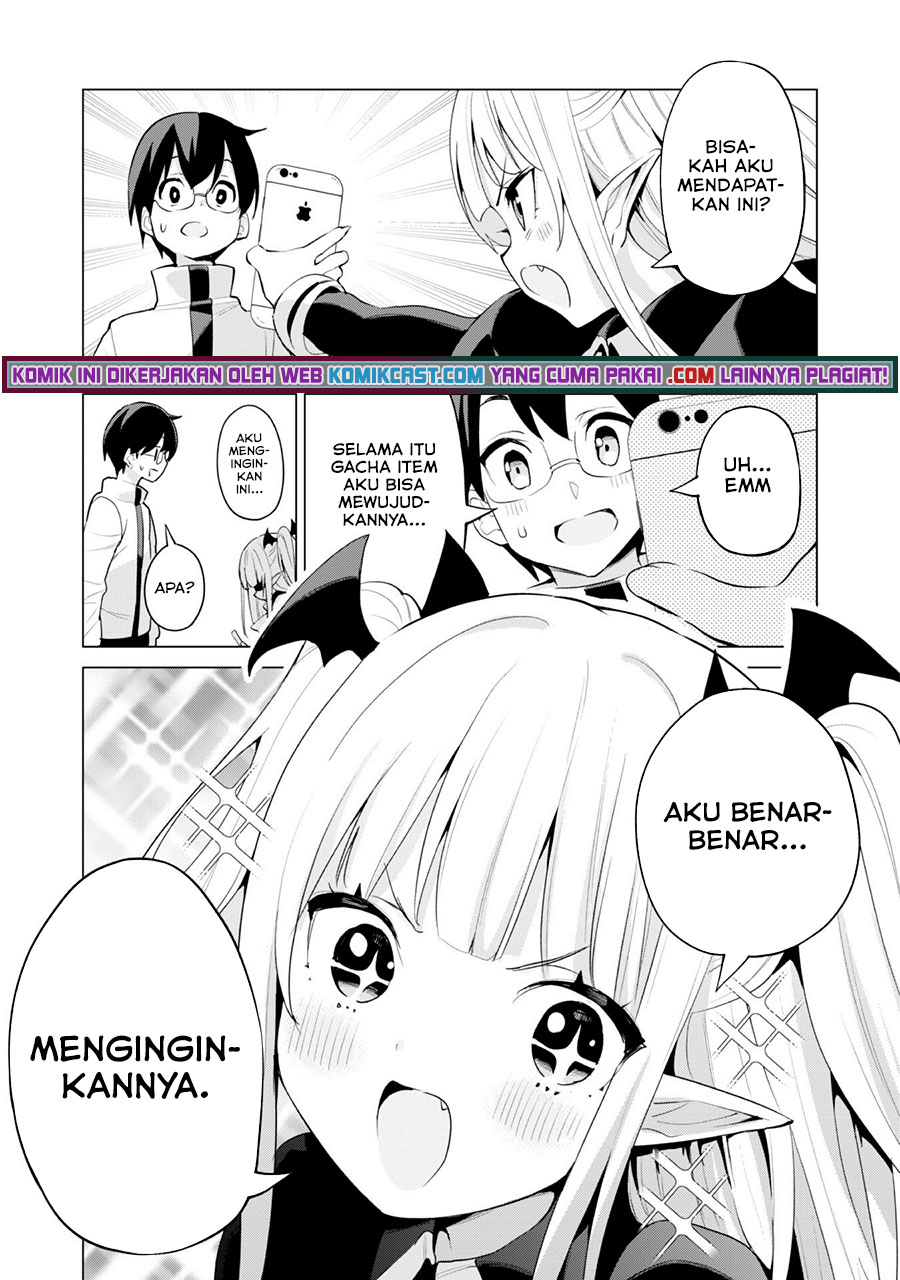 BISA-
KAH AKU
MENDAPAT-
KAN INI?
KOMIK INI DIKERJAKAN OLEH WEB KOMIKCAST.COM YANG CUMA PAKAI .COM LAINNYA PLAGIAT!
UH...
EMM
SELAMA ITU
GACHA ITEM
AKU BISA
MEWUJUD-
KANNYA...
AKU
MENG-
INGIN-
KAN
INI...
APA?
AKU BENAR-
BENAR...
MENGINGIN-
KANNYA.